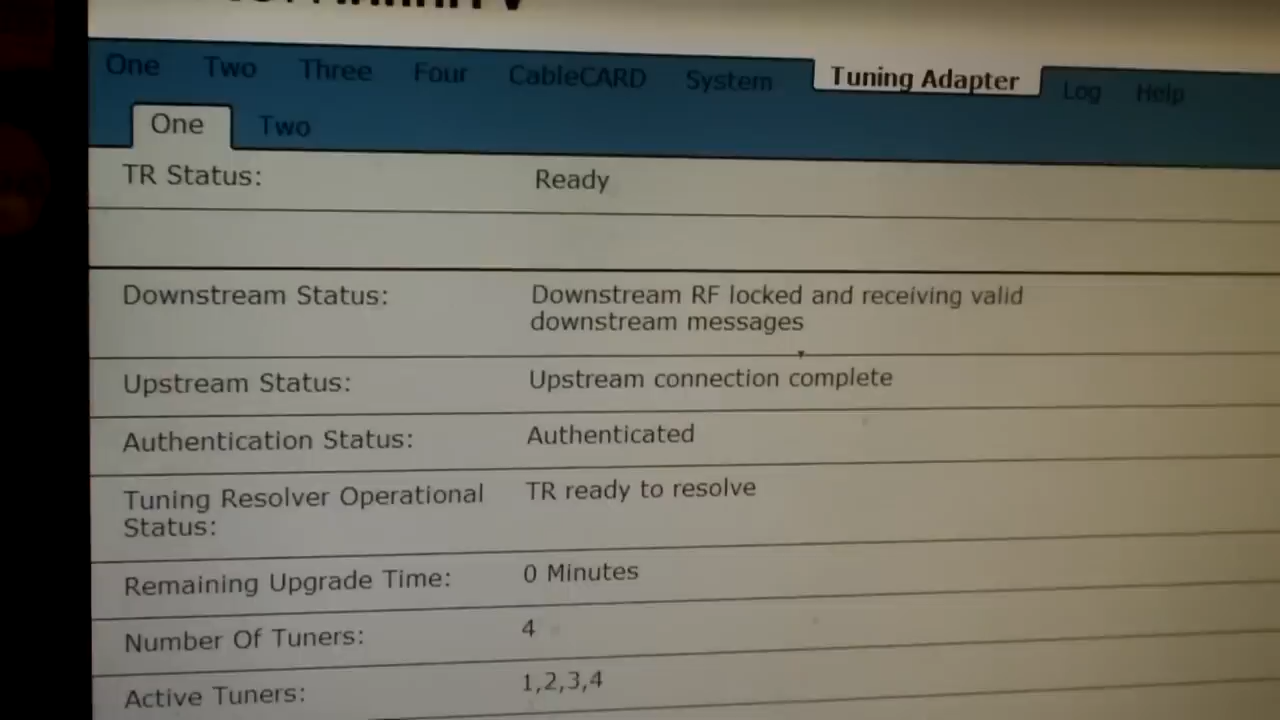 One Two Three Four CableCARD System Tuning Adapter Log Help
One Two
TR Status: Ready
Downstream Status: Downstream RF locked and receiving valid
downstream messages
Upstream Status: Upstream connection complete
Authentication Status: Authenticated
Tuning Resolver Operational TR ready to resolve
Status:
Remaining Upgrade Time: 0 Minutes
Number Of Tuners: 4
Active Tuners: 1,2,3,4